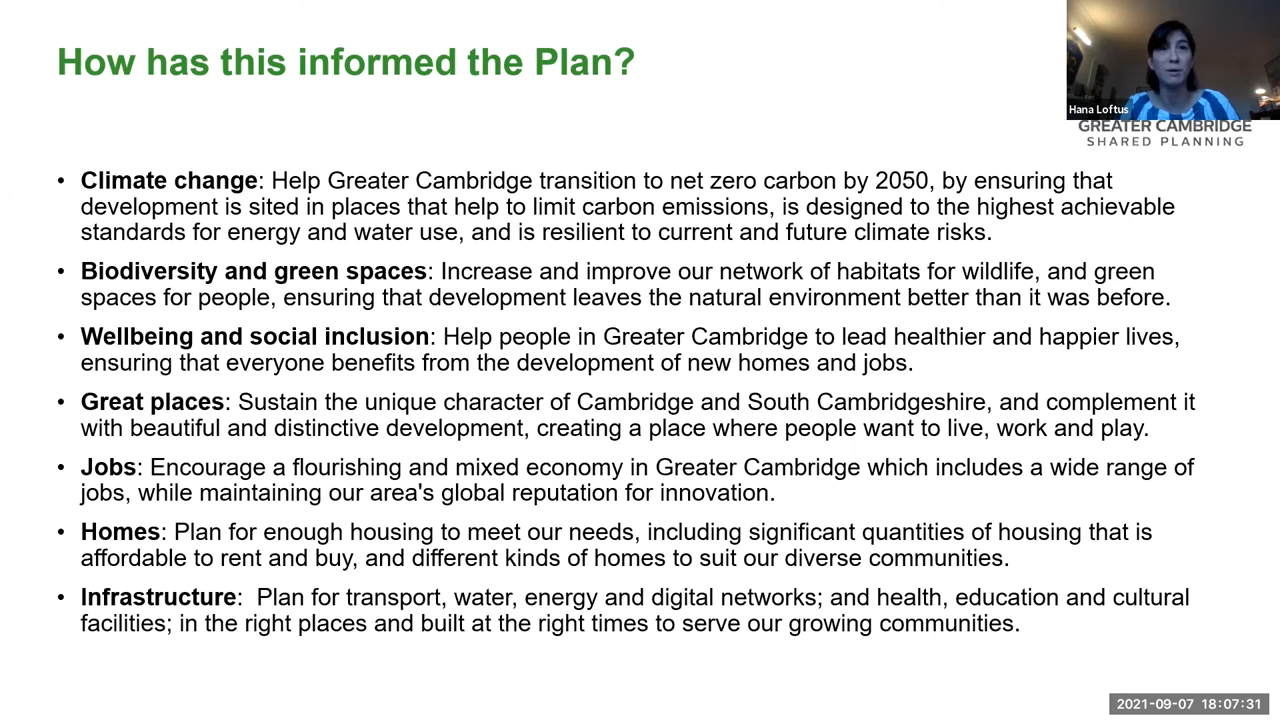 How has this informed the Plan?
Hana Loftus
GREATER CAMBRIDGE
SHARED PLANNING
• Climate change: Help Greater Cambridge transition to net zero carbon by 2050, by ensuring that
development is sited in places that help to limit carbon emissions, is designed to the highest achievable
standards for energy and water use, and is resilient to current and future climate risks.
• Biodiversity and green spaces: Increase and improve our network of habitats for wildlife, and green
spaces for people, ensuring that development leaves the natural environment better than it was before.
• Wellbeing and social inclusion: Help people in Greater Cambridge to lead healthier and happier lives,
ensuring that everyone benefits from the development of new homes and jobs.
• Great places: Sustain the unique character of Cambridge and South Cambridgeshire, and complement it
with beautiful and distinctive development, creating a place where people want to live, work and play.
• Jobs: Encourage a flourishing and mixed economy in Greater Cambridge which includes a wide range of
jobs, while maintaining our area's global reputation for innovation.
• Homes: Plan for enough housing to meet our needs, including significant quantities of housing that is
affordable to rent and buy, and different kinds of homes to suit our diverse communities.
• Infrastructure:  Plan for transport, water, energy and digital networks; and health, education and cultural
facilities; in the right places and built at the right times to serve our growing communities.
2021-09-07 18:07:31